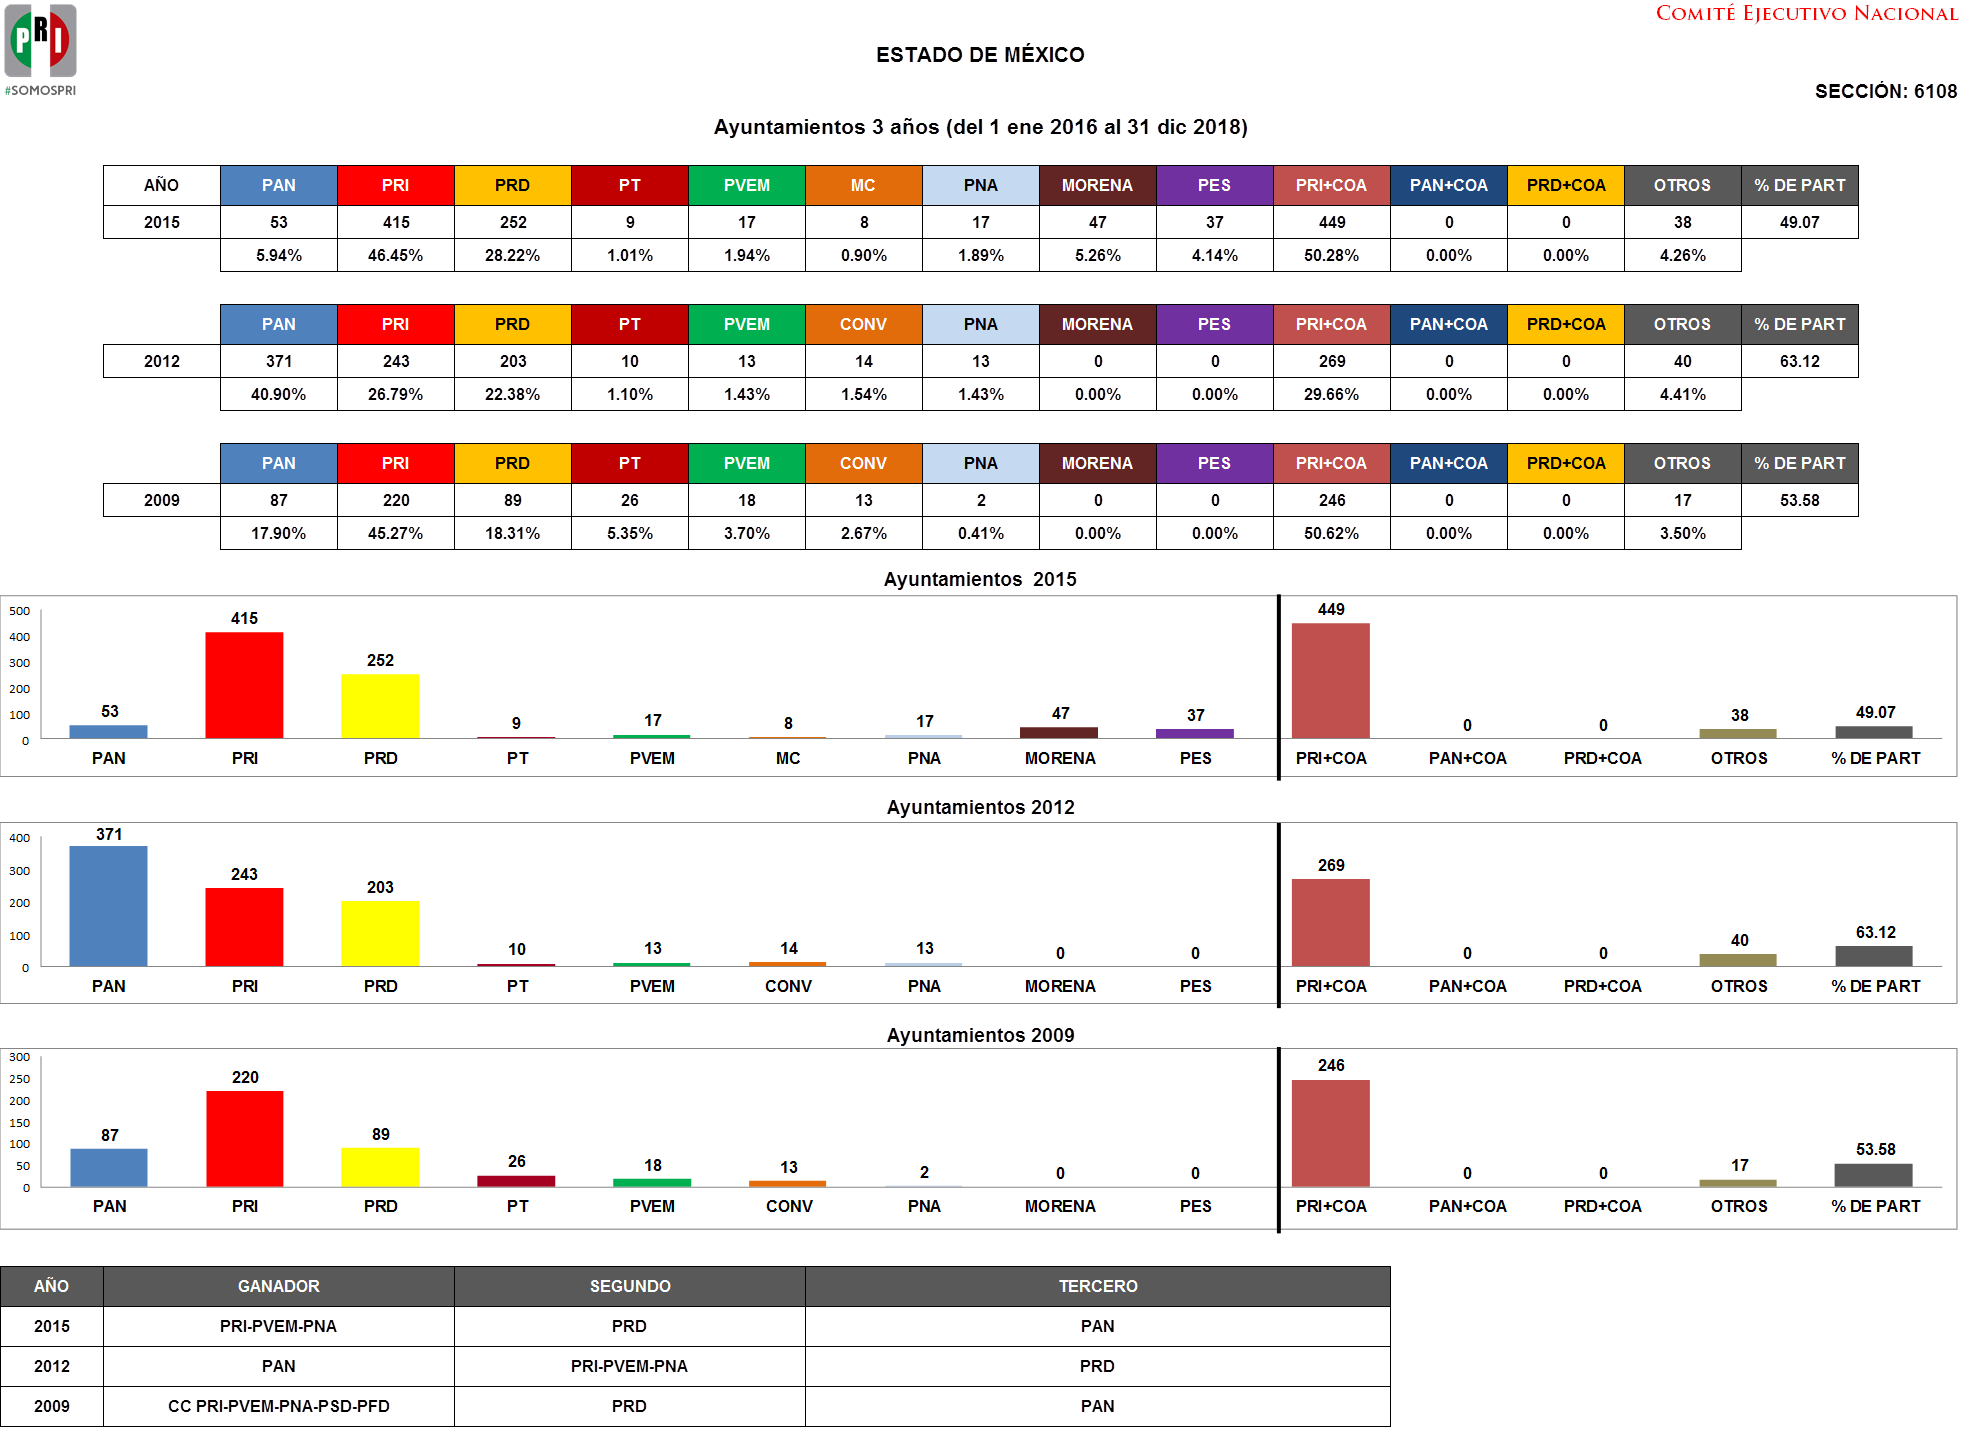 PRI
#SOMOSPRI
COMITÉ EJECUTIVO NACIONAL
ESTADO DE MÉXICO
SECCIÓN: 6108
Ayuntamientos 3 años (del 1 ene 2016 al 31 dic 2018)
AÑO PAN PRI PRD PT PVEM MC PNA MORENA PES PRI+COA PAN+COA PRD+COA OTROS % DE PART
2015 53 415 252 9 17 8 17 47 37 449 0 0 38 49.07
5.94% 46.45% 28.22% 1.01% 1.94% 0.90% 1.89% 5.26% 4.14% 50.28% 0.00% 0.00% 4.26%
PAN PRI PRD PT PVEM CONV PNA MORENA PES PRI+COA PAN+COA PRD+COA OTROS % DE PART
2012 371 243 203 10 13 14 13 0 0 269 0 0 40 63.12
40.90% 26.79% 22.38% 1.10% 1.43% 1.54% 1.43% 0.00% 0.00% 29.66% 0.00% 0.00% 4.41%
PAN PRI PRD PT PVEM CONV PNA MORENA PES PRI+COA PAN+COA PRD+COA OTROS % DE PART
2009 87 220 89 26 18 13 2 0 0 246 0 0 17 53.58
17.90% 45.27% 18.31% 5.35% 3.70% 2.67% 0.41% 0.00% 0.00% 50.62% 0.00% 0.00% 3.50%
Ayuntamientos 2015
500
400
300
200
100
0
53 415 252 9 17 8 17 47 37 449 0 0 38 49.07
PAN PRI PRD PT PVEM MC PNA MORENA PES PRI+COA PAN+COA PRD+COA OTROS % DE PART
Ayuntamientos 2012
400
300
200
100
0
371 243 203 10 13 14 13 0 0 269 0 0 40 63.12
PAN PRI PRD PT PVEM CONV PNA MORENA PES PRI+COA PAN+COA PRD+COA OTROS % DE PART
Ayuntamientos 2009
300
250
200
150
100
50
0
87 220 89 26 18 13 2 0 0 246 0 0 17 53.58
PAN PRI PRD PT PVEM CONV PNA MORENA PES PRI+COA PAN+COA PRD+COA OTROS % DE PART
AÑO GANADOR SEGUNDO TERCERO
2015 PRI-PVEM-PNA PRD PAN
2012 PAN PRI-PVEM-PNA PRD
2009 CC PRI-PVEM-PNA-PSD-PFD PRD PAN